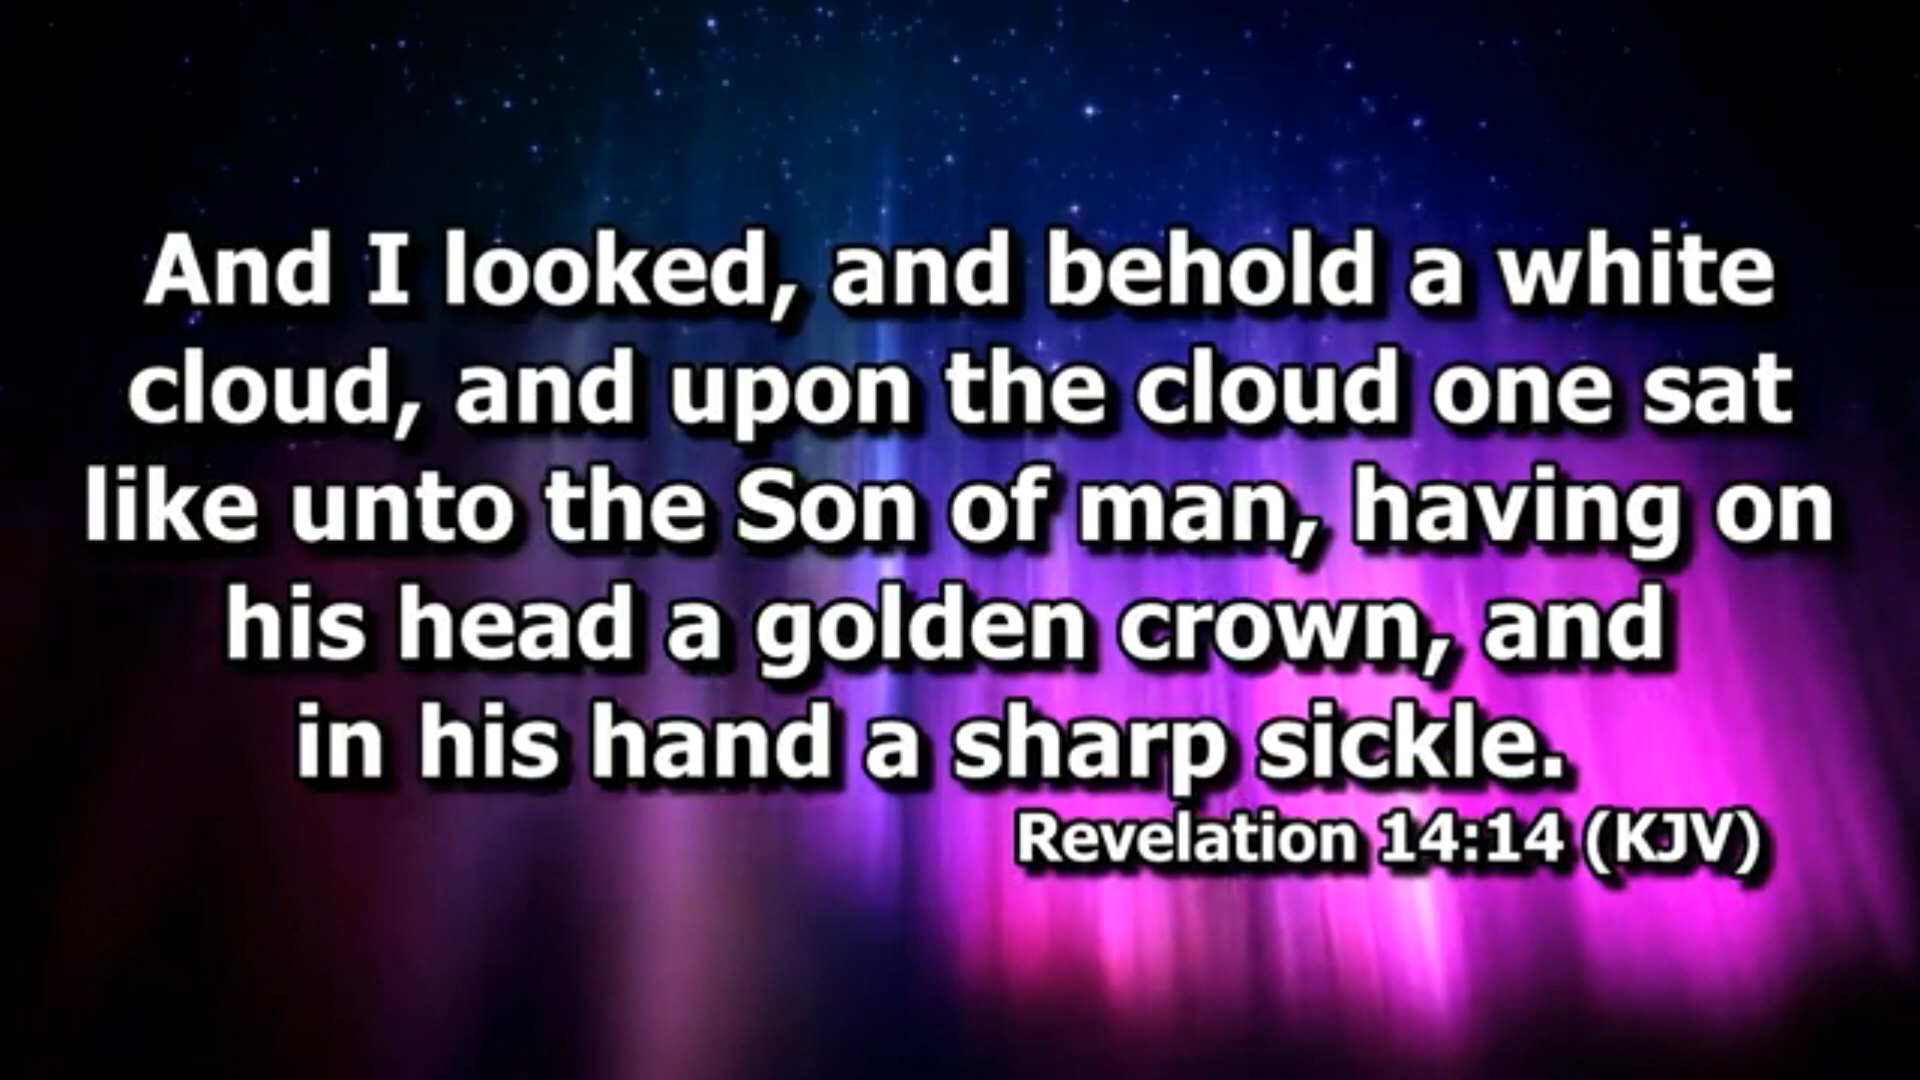 And I looked, and behold a white
cloud, and upon the cloud one sat
like unto the Son of man, having on
his head a golden crown, and
in his hand a sharp sickle.
Revelation 14:14 (KJV)